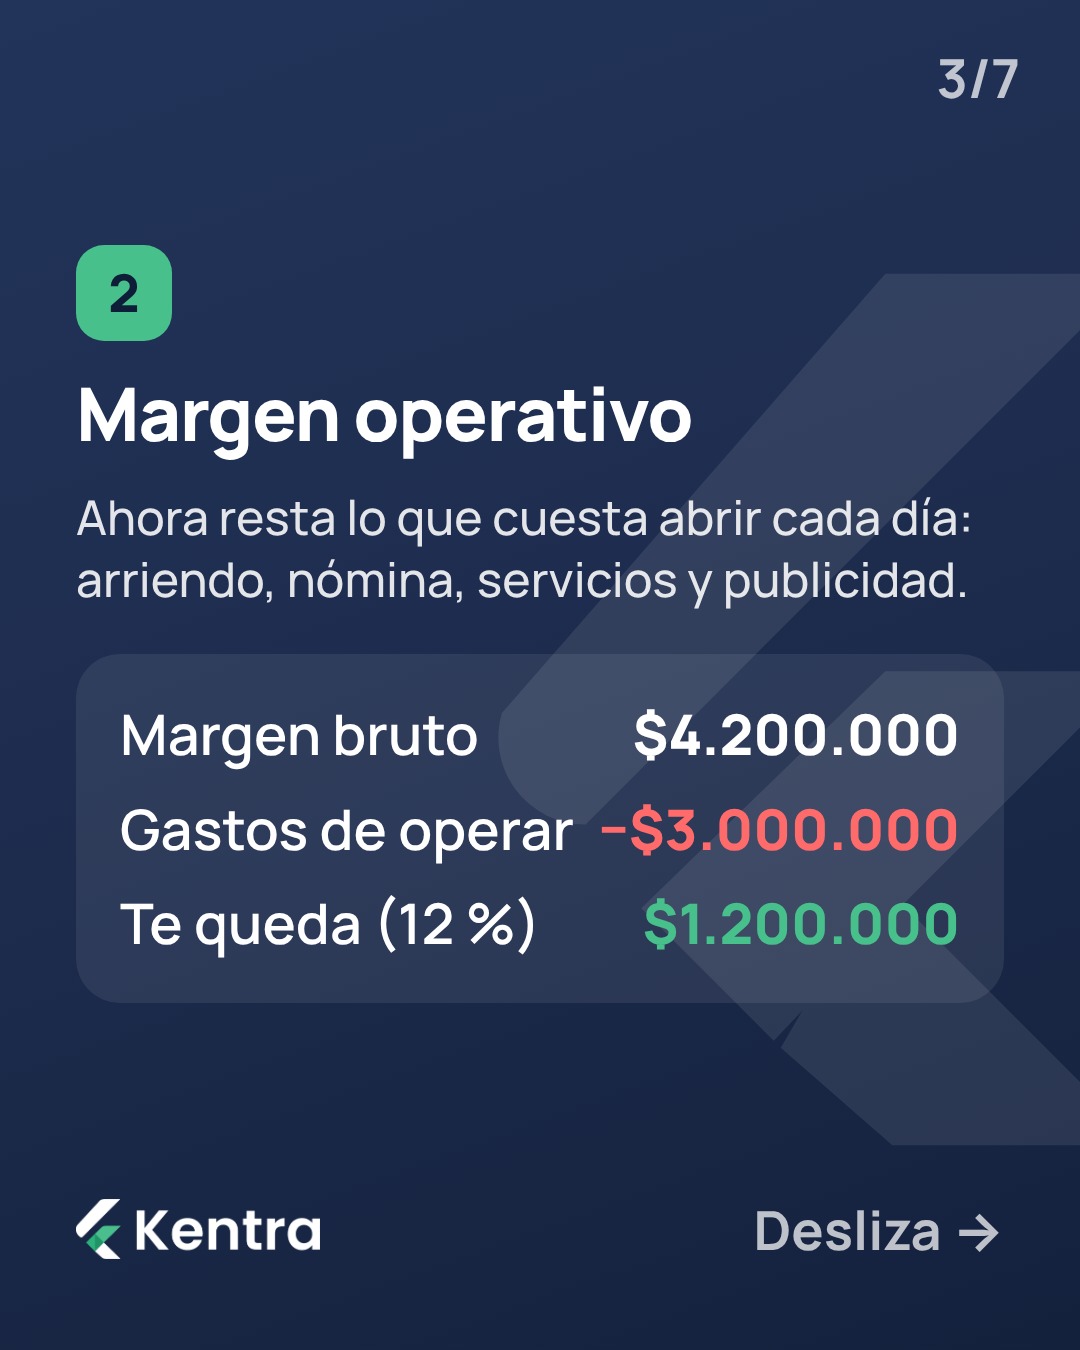 3/7
2
Margen operativo
Ahora resta lo que cuesta abrir cada día:
arriendo, nómina, servicios y publicidad.
Margen bruto $4.200.000
Gastos de operar −$3.000.000
Te queda (12 %) $1.200.000
Kentra
Desliza →